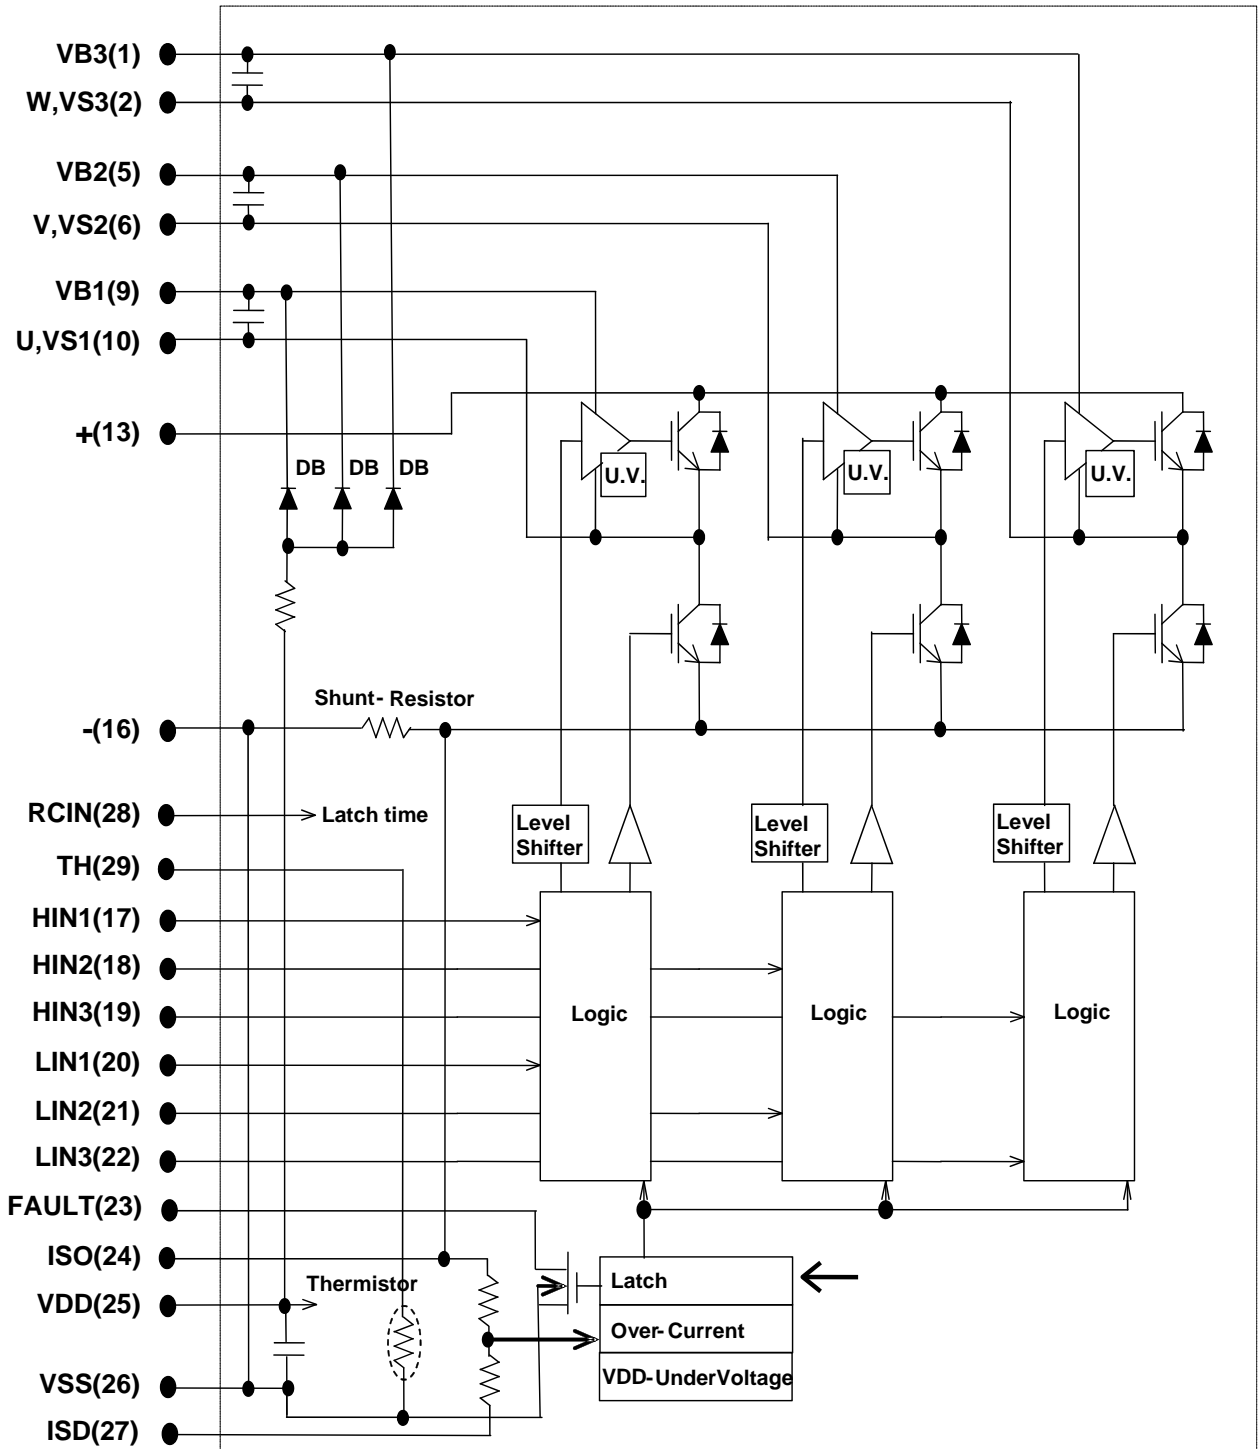 VB3(1)
W,VS3(2)
VB2(5)
V,VS2(6)
VB1(9)
U,VS1(10)
+(13)
DB DB DB
U.V. U.V. U.V.
Shunt- Resistor
-(16)
RCIN(28)
Latch time
Level Shifter
Level Shifter
Level Shifter
TH(29)
HIN1(17)
HIN2(18)
HIN3(19)
Logic Logic Logic
LIN1(20)
LIN2(21)
LIN3(22)
FAULT(23)
ISO(24)
Latch
Thermistor
VDD(25)
Over- Current
VDD-UnderVoltage
VSS(26)
ISD(27)